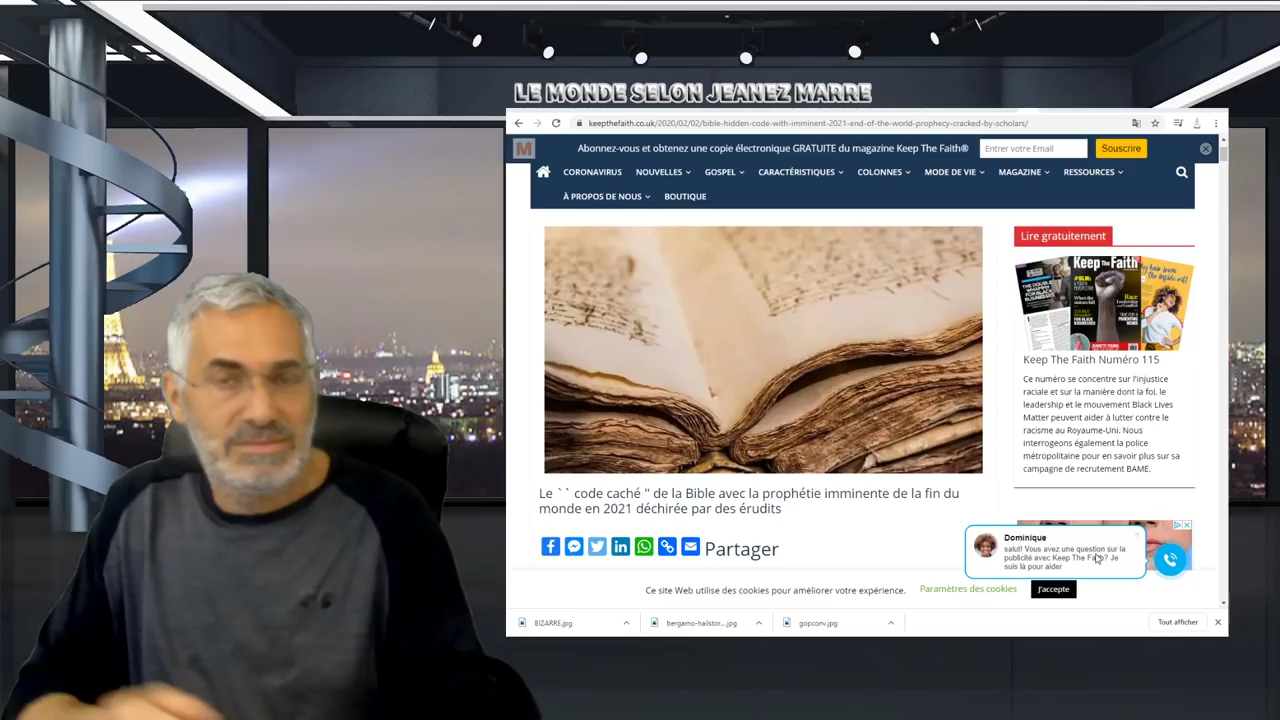 LE MONDE SELON JEANEZ MARRE
keepthefaith.co.uk/2020/02/02/bible-hidden-code-with-imminent-2021-end-of-the-world-prophecy-cracked-by-scholars/
M
Abonnez-vous et obtenez une copie électronique GRATUITE du magazine Keep The Faith®
Entrer votre Email
Souscrire
CORONAVIRUS NOUVELLES GOSPEL CARACTÉRISTIQUES COLONNES MODE DE VIE MAGAZINE RESSOURCES
À PROPOS DE NOUS BOUTIQUE
Lire gratuitement
Keep The Faith
Keep The Faith Numéro 115
Ce numéro se concentre sur l'injustice
raciale et sur la manière dont la foi, le
leadership et le mouvement Black Lives
Matter peuvent aider à lutter contre le
racisme au Royaume-Uni. Nous
interrogeons également la police
métropolitaine pour en savoir plus sur sa
campagne de recrutement BAME.
Le `` code caché '' de la Bible avec la prophétie imminente de la fin du
monde en 2021 déchirée par des érudits
Partager
Dominique
salut! Vous avez une question sur la
publicité avec Keep The Faith? Je
suis là pour aider
Ce site Web utilise des cookies pour améliorer votre expérience.
Paramètres des cookies
J'accepte
BIZARRE.jpg
bergamo-hailstor....jpg
gopconv.jpg
Tout afficher